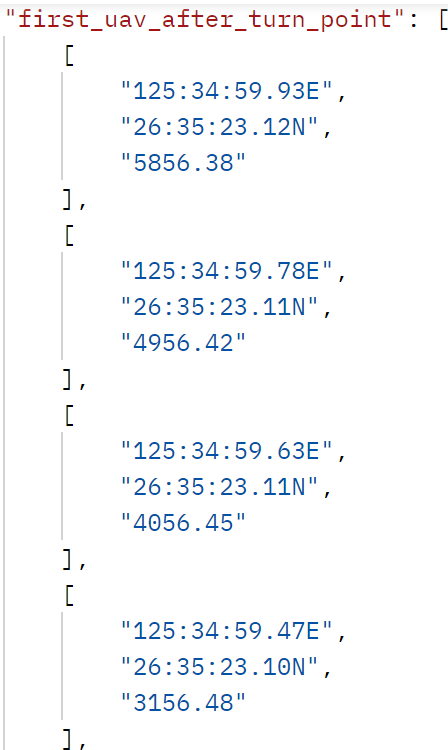 "first_uav_after_turn_point": [
[
"125:34:59.93E",
"26:35:23.12N",
"5856.38"
],
[
"125:34:59.78E",
"26:35:23.11N",
"4956.42"
],
[
"125:34:59.63E",
"26:35:23.11N",
"4056.45"
],
[
"125:34:59.47E",
"26:35:23.10N",
"3156.48"
],